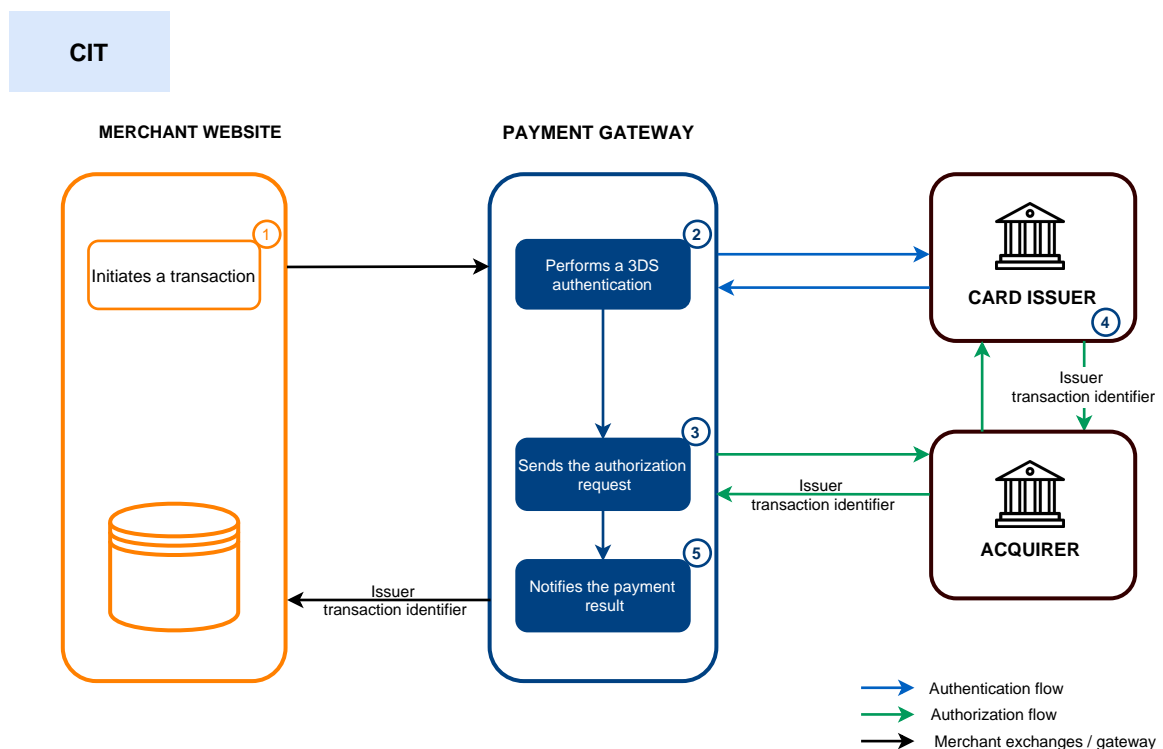 CIT
MERCHANT WEBSITE
PAYMENT GATEWAY
1
Initiates a transaction
2
Performs a 3DS
authentication
CARD ISSUER
4
Issuer
transaction identifier
3
Sends the authorization
request
Issuer
transaction identifier
ACQUIRER
5
Notifies the payment
result
Issuer
transaction identifier
Authentication flow
Authorization flow
Merchant exchanges / gateway